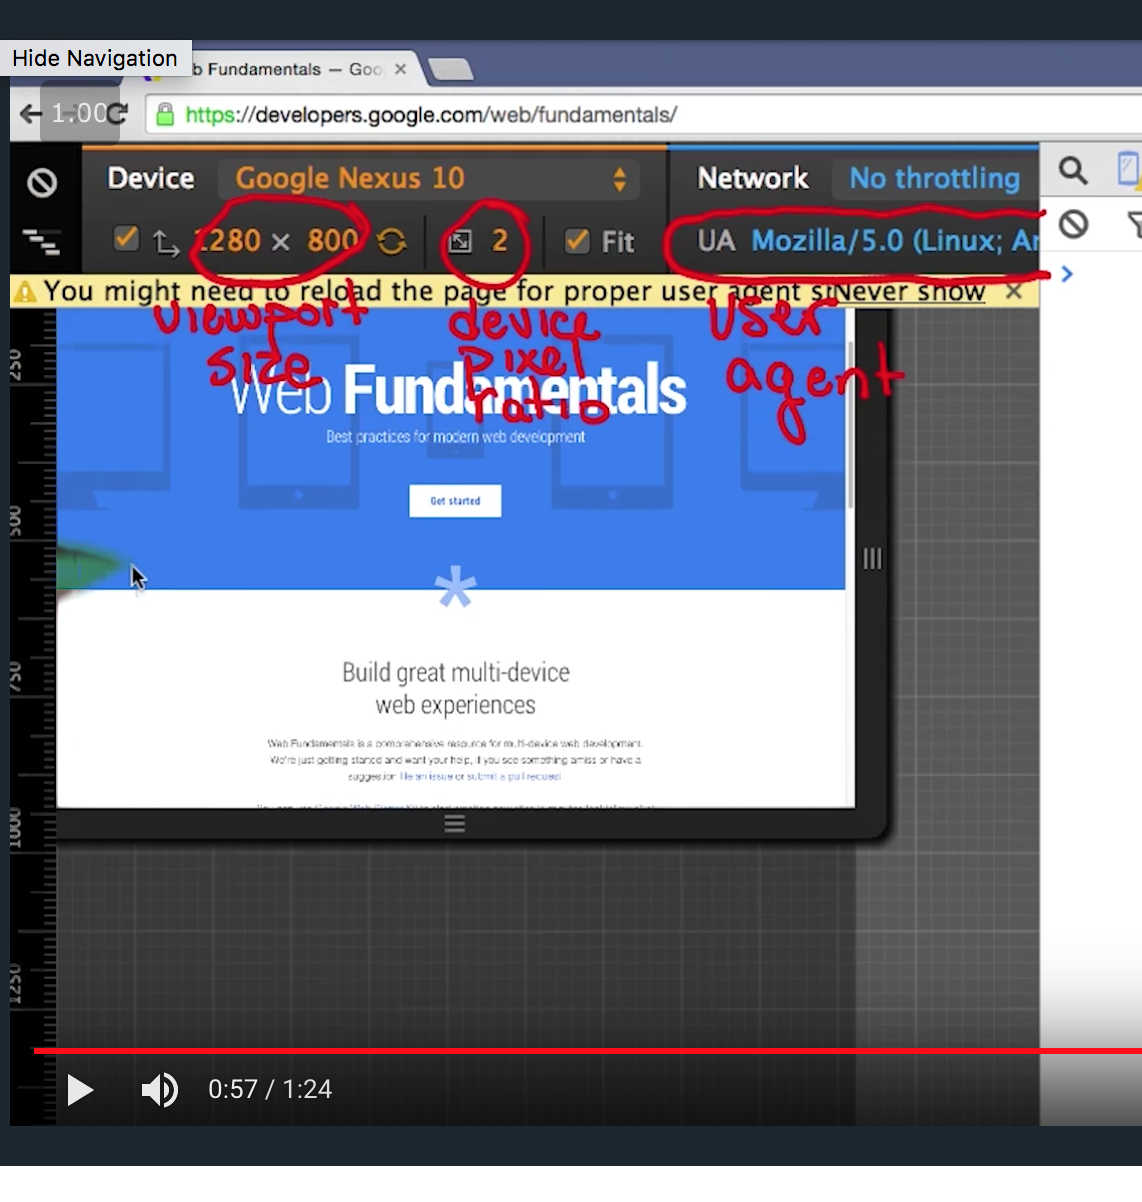 Hide Navigation
b Fundamentals — Goo
1.00
https://developers.google.com/web/fundamentals/
Device Google Nexus 10
Network No throttling
1280 × 800
2
Fit
UA Mozilla/5.0 (Linux; Ar
You might need to reload the page for proper user agent s
Never show
viewport
size
device
pixel
ratio
user
agent
Web Fundamentals
Best practices for modern web development
Get started
*
Build great multi-device
web experiences
Web Fundamentals is a comprehensive resource for multi-device web development.
We're just getting started and want your help, if you see something amiss or have a
suggestion file an issue or submit a pull request
250
500
750
1000
1250
0:57 / 1:24